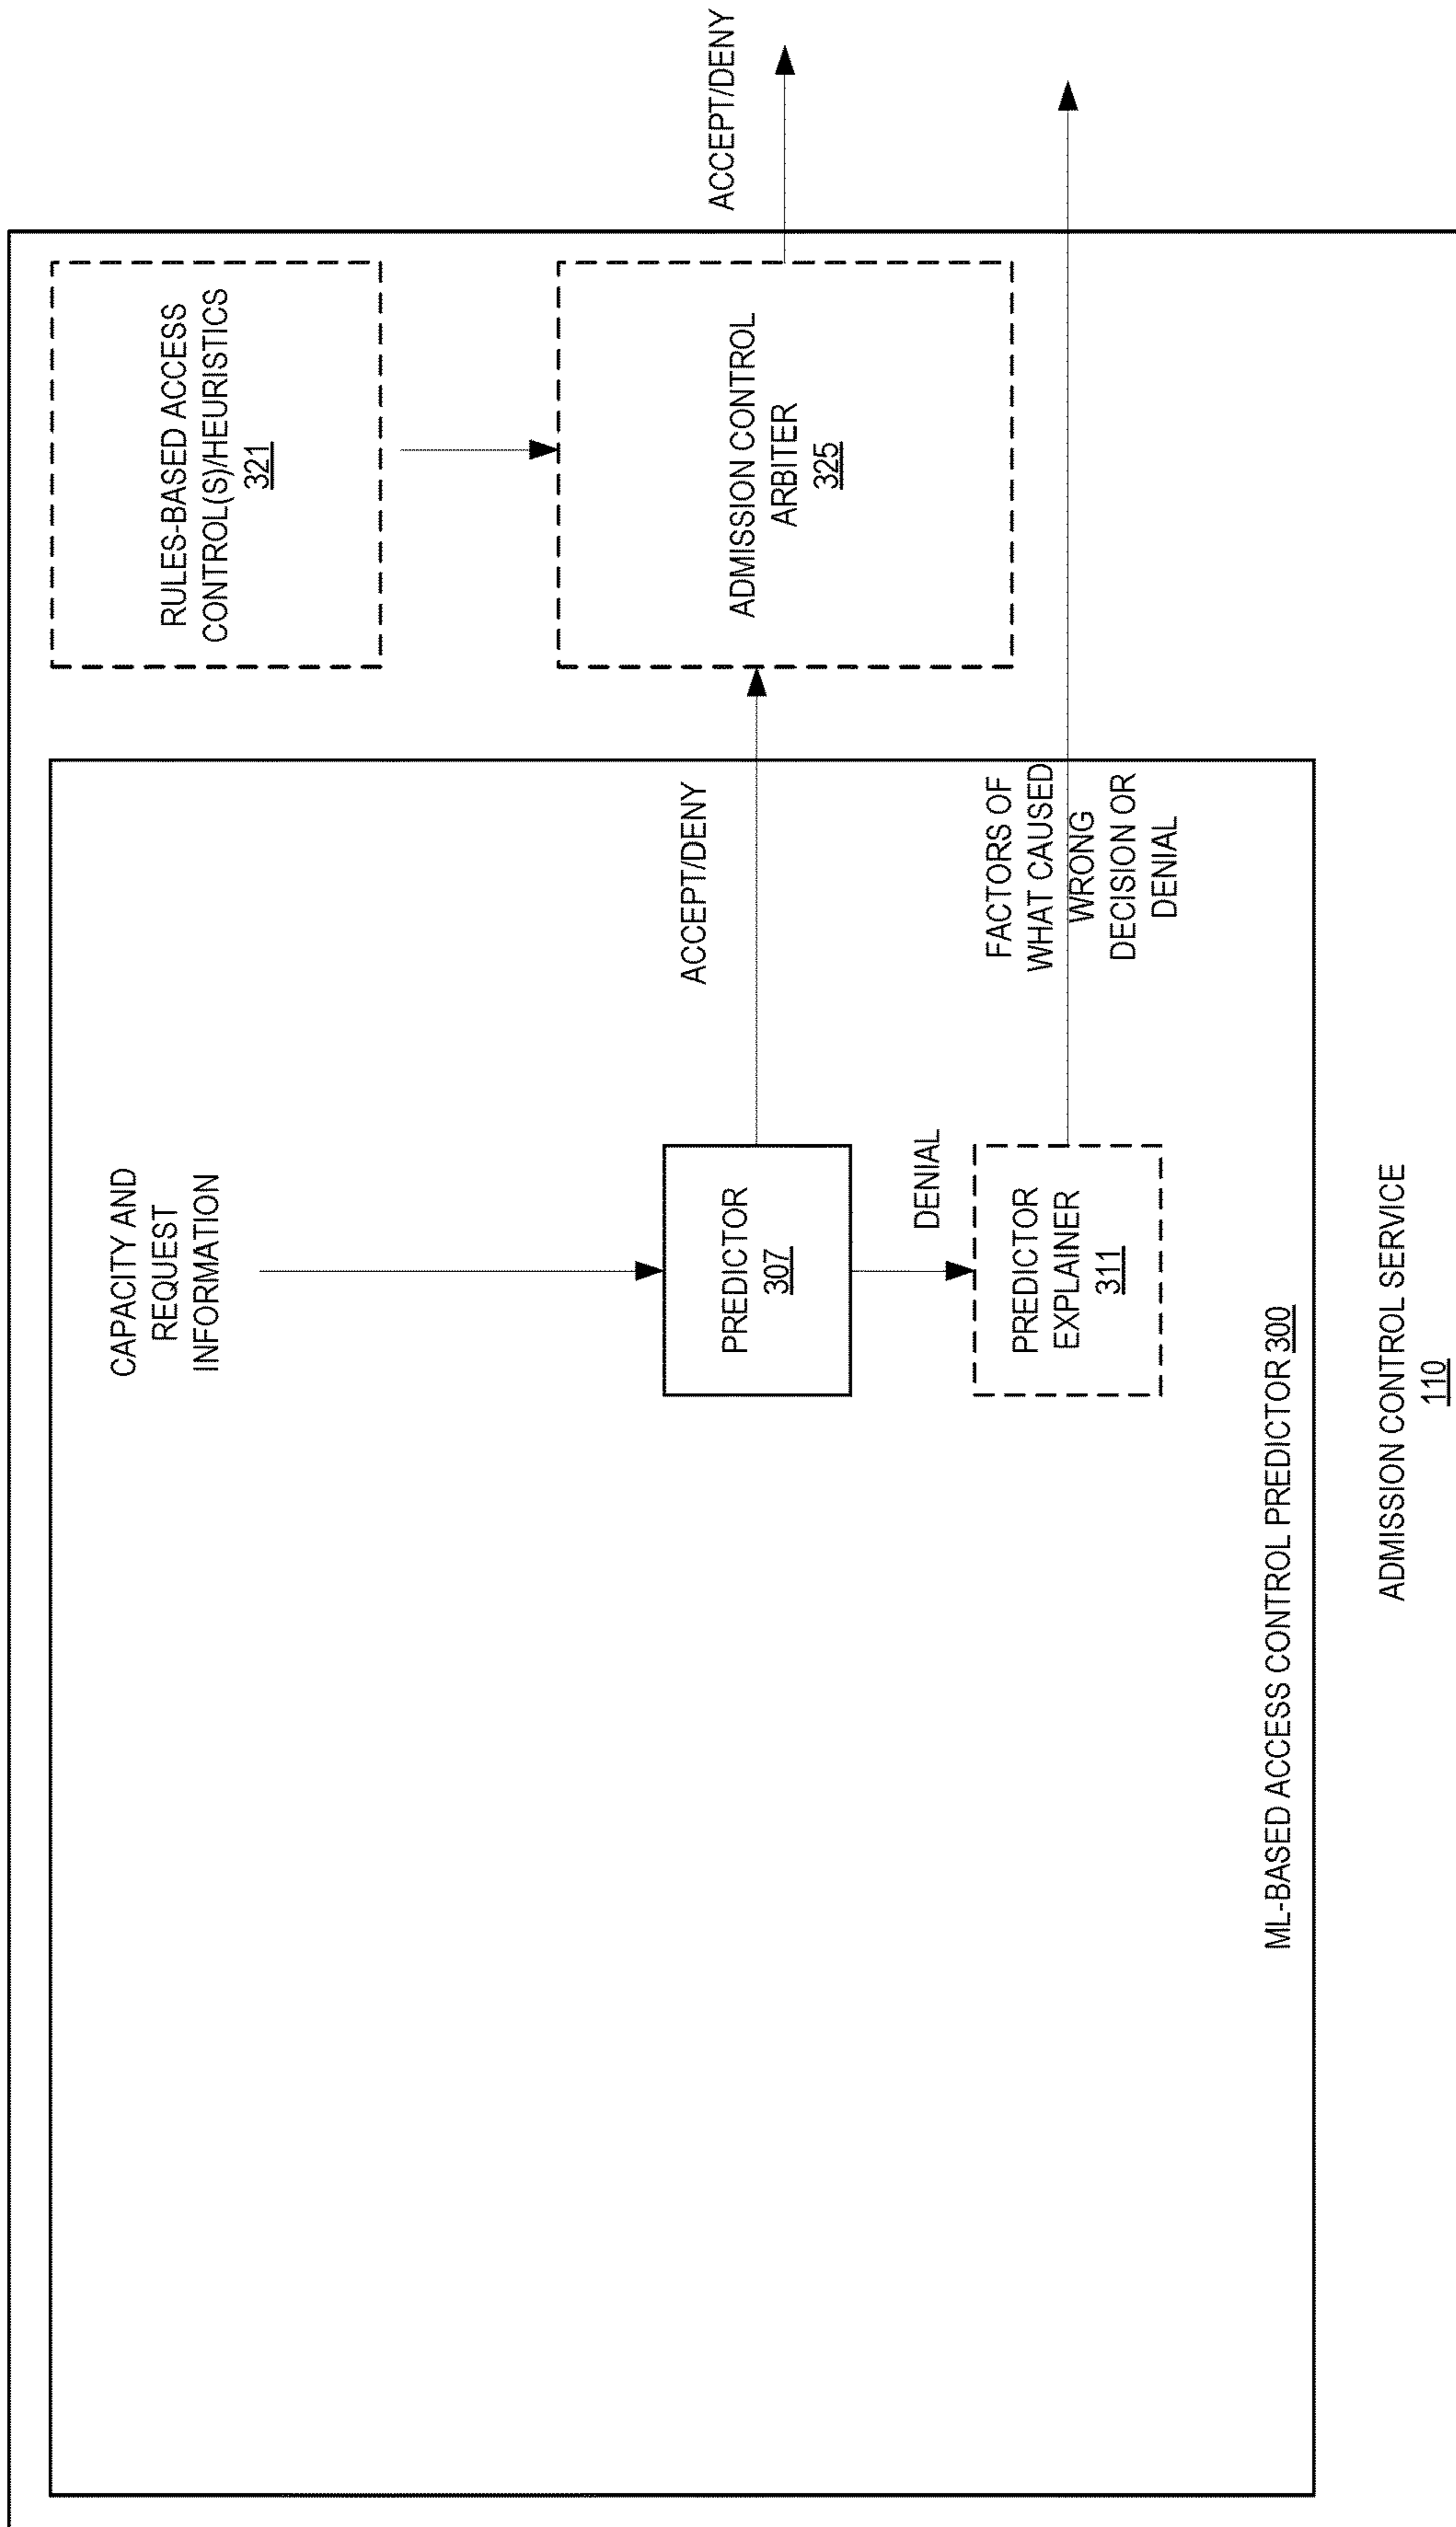 CAPACITY AND
REQUEST
INFORMATION
PREDICTOR
307
DENIAL
PREDICTOR
EXPLAINER
311
ACCEPT/DENY
FACTORS OF
WHAT CAUSED
WRONG
DECISION OR
DENIAL
RULES-BASED ACCESS
CONTROL(S)/HEURISTICS
321
ADMISSION CONTROL
ARBITER
325
ACCEPT/DENY
ML-BASED ACCESS CONTROL PREDICTOR 300
ADMISSION CONTROL SERVICE
110